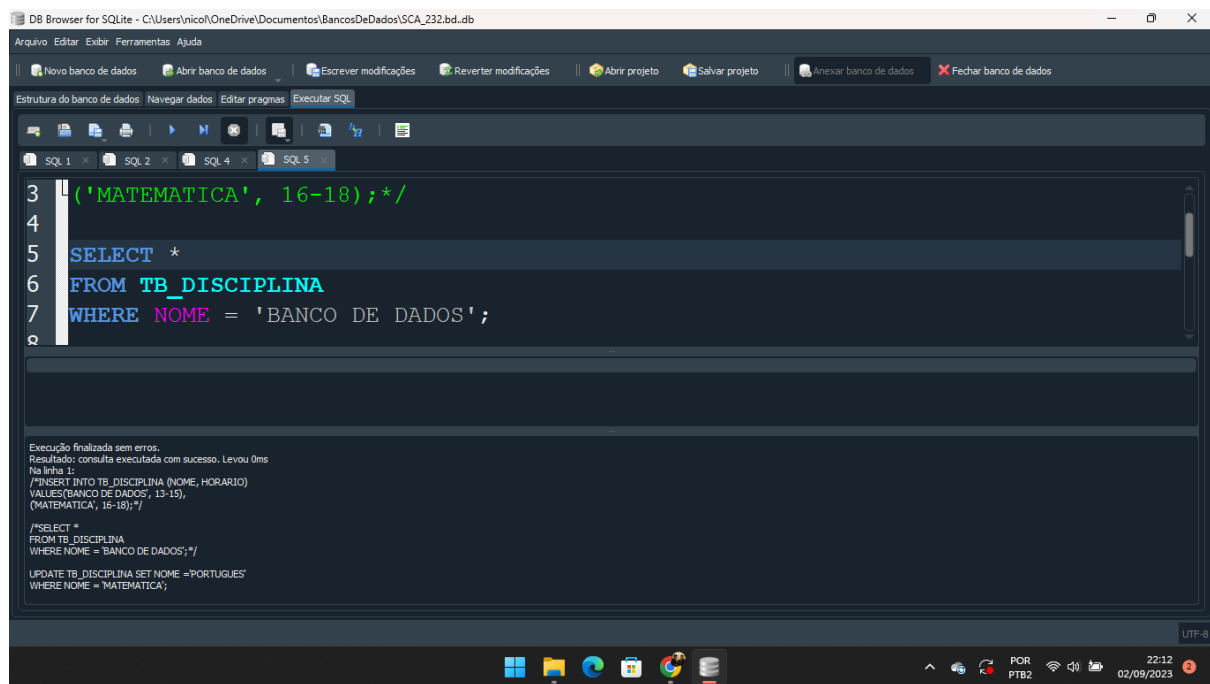 DB Browser for SQLite - C:\Users\nicol\OneDrive\Documentos\BancosDeDados\SCA_232.bd..db
Arquivo Editar Exibir Ferramentas Ajuda
Novo banco de dados Abrir banco de dados Escrever modificações Reverter modificações Abrir projeto Salvar projeto Anexar banco de dados Fechar banco de dados
Estrutura do banco de dados Navegar dados Editar pragmas Executar SQL
SQL 1 SQL 2 SQL 4 SQL 5
3 ('MATEMATICA', 16-18);*/
4
5 SELECT *
6 FROM TB_DISCIPLINA
7 WHERE NOME = 'BANCO DE DADOS';
8
Execução finalizada sem erros.
Resultado: consulta executada com sucesso. Levou 0ms
Na linha 1:
/*INSERT INTO TB_DISCIPLINA (NOME, HORARIO)
VALUES('BANCO DE DADOS', 13-15),
('MATEMATICA', 16-18);*/
/*SELECT *
FROM TB_DISCIPLINA
WHERE NOME = 'BANCO DE DADOS';*/
UPDATE TB_DISCIPLINA SET NOME ='PORTUGUES'
WHERE NOME = 'MATEMATICA';
UTF-8
POR 22:12
PTB2 02/09/2023 2